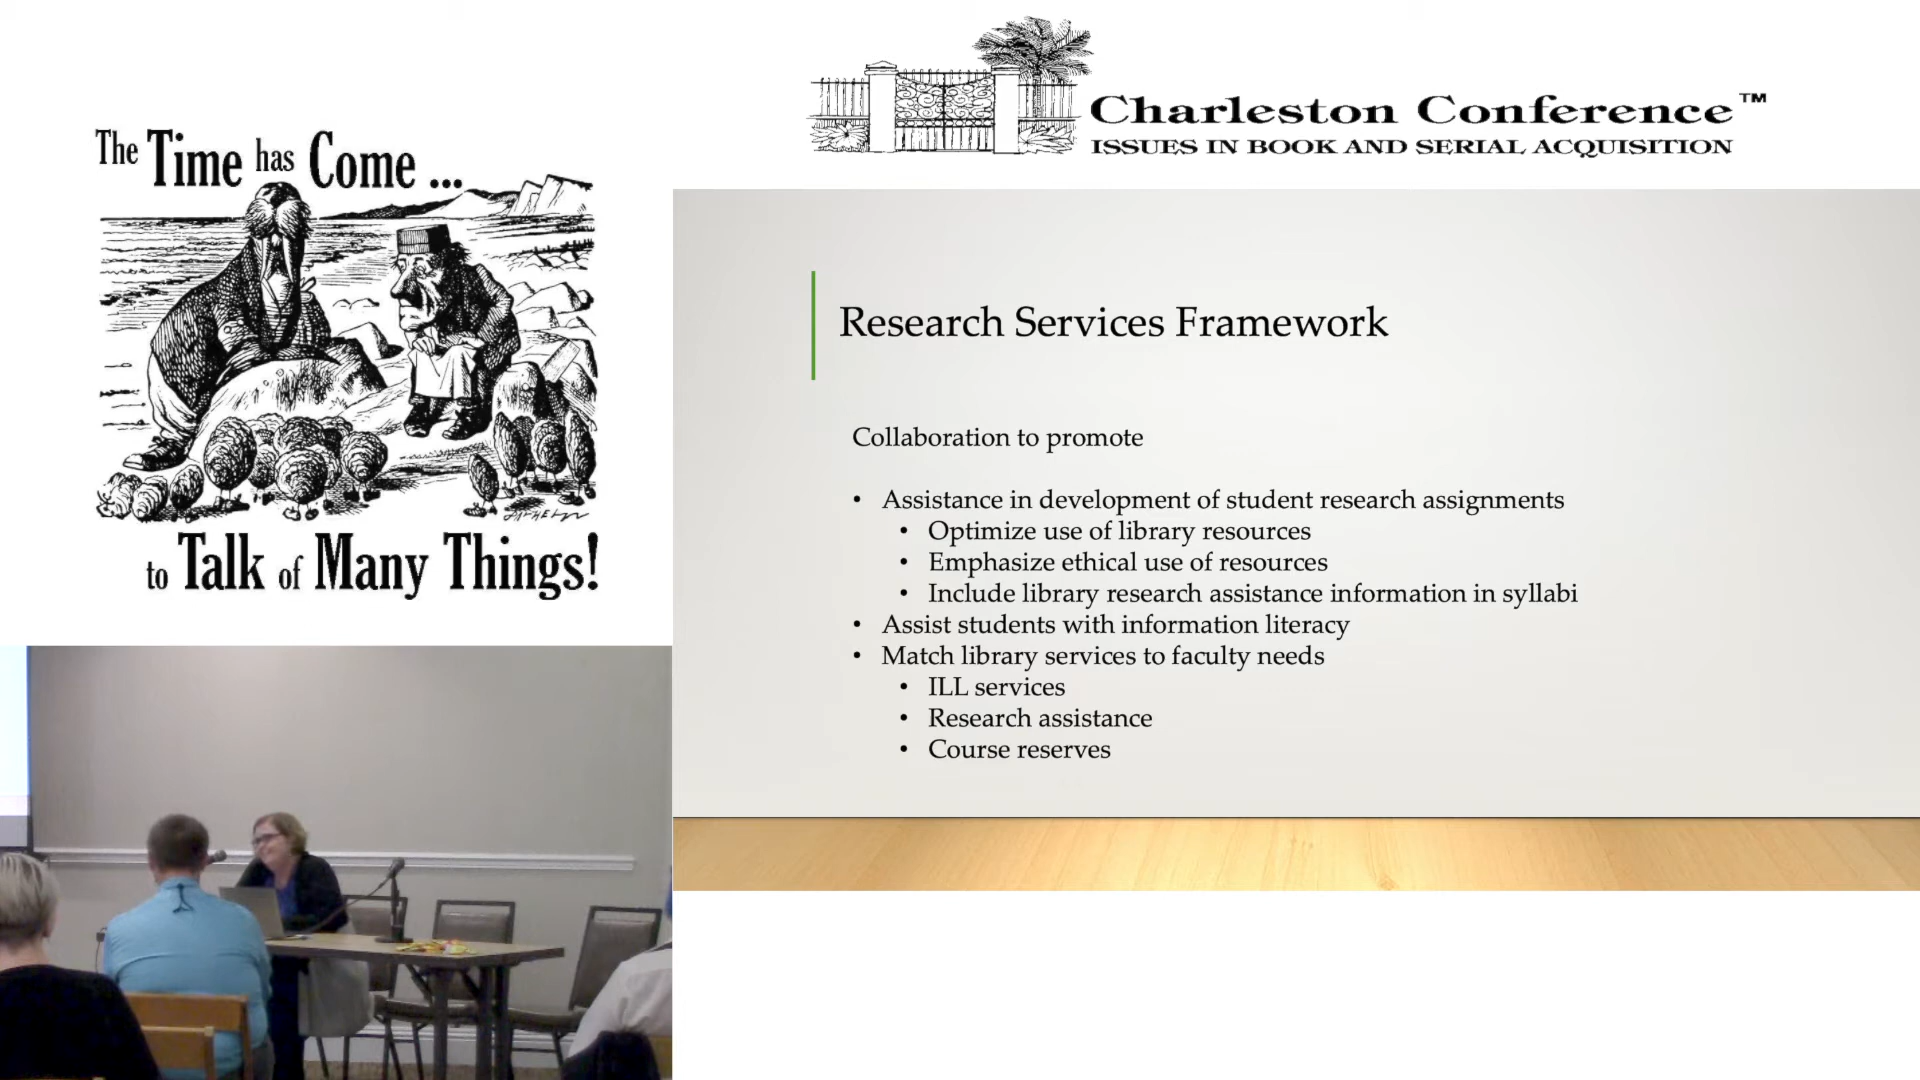 The Time has Come ...
to Talk of Many Things!
Charleston Conference™
ISSUES IN BOOK AND SERIAL ACQUISITION
Research Services Framework
Collaboration to promote
• Assistance in development of student research assignments
• Optimize use of library resources
• Emphasize ethical use of resources
• Include library research assistance information in syllabi
• Assist students with information literacy
• Match library services to faculty needs
• ILL services
• Research assistance
• Course reserves